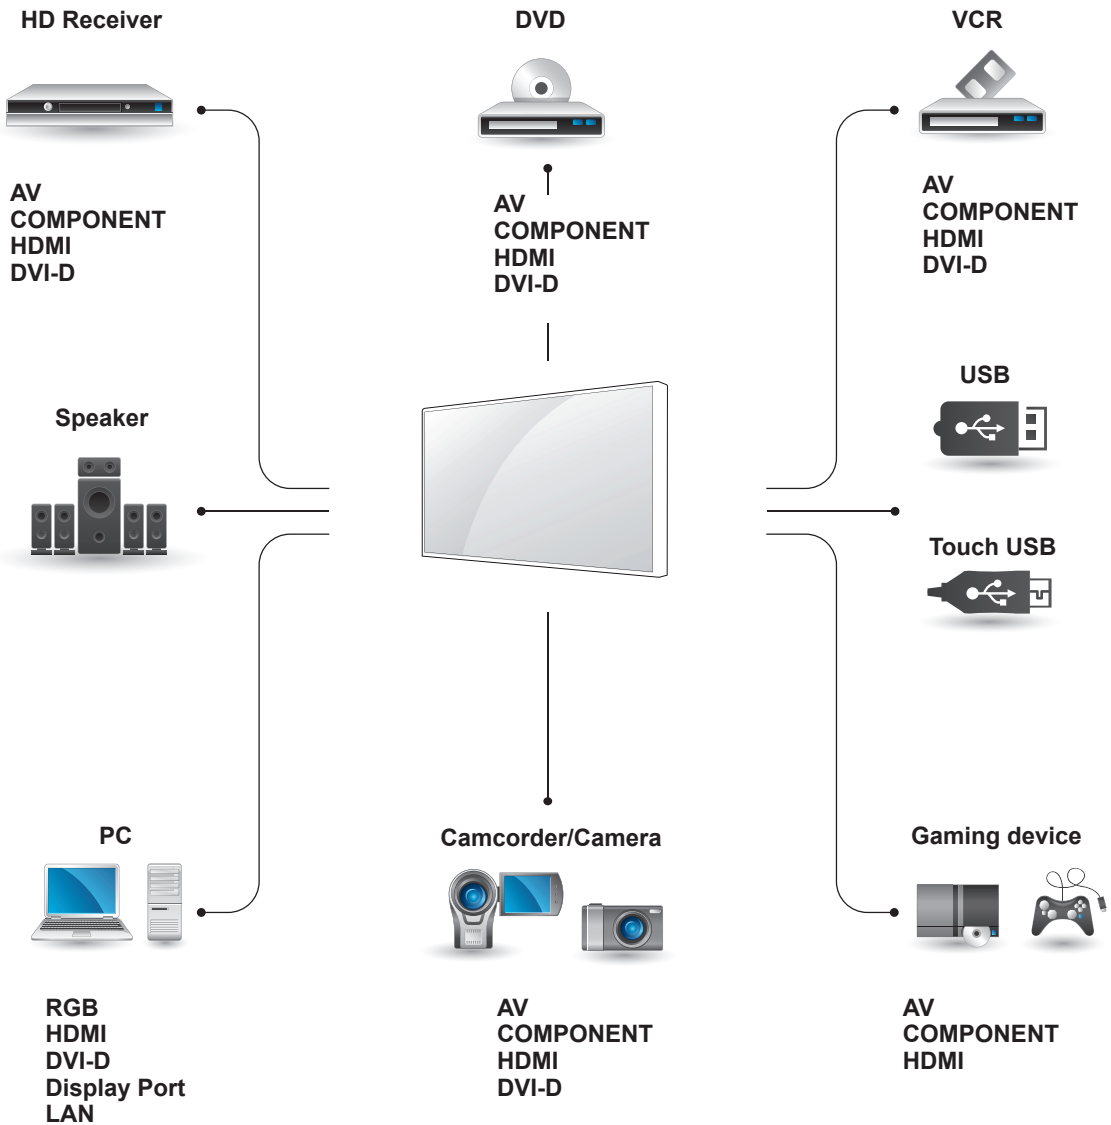 HD Receiver
AV
COMPONENT
HDMI
DVI-D
DVD
AV
COMPONENT
HDMI
DVI-D
VCR
AV
COMPONENT
HDMI
DVI-D
Speaker
USB
Touch USB
PC
RGB
HDMI
DVI-D
Display Port
LAN
Camcorder/Camera
AV
COMPONENT
HDMI
DVI-D
Gaming device
AV
COMPONENT
HDMI